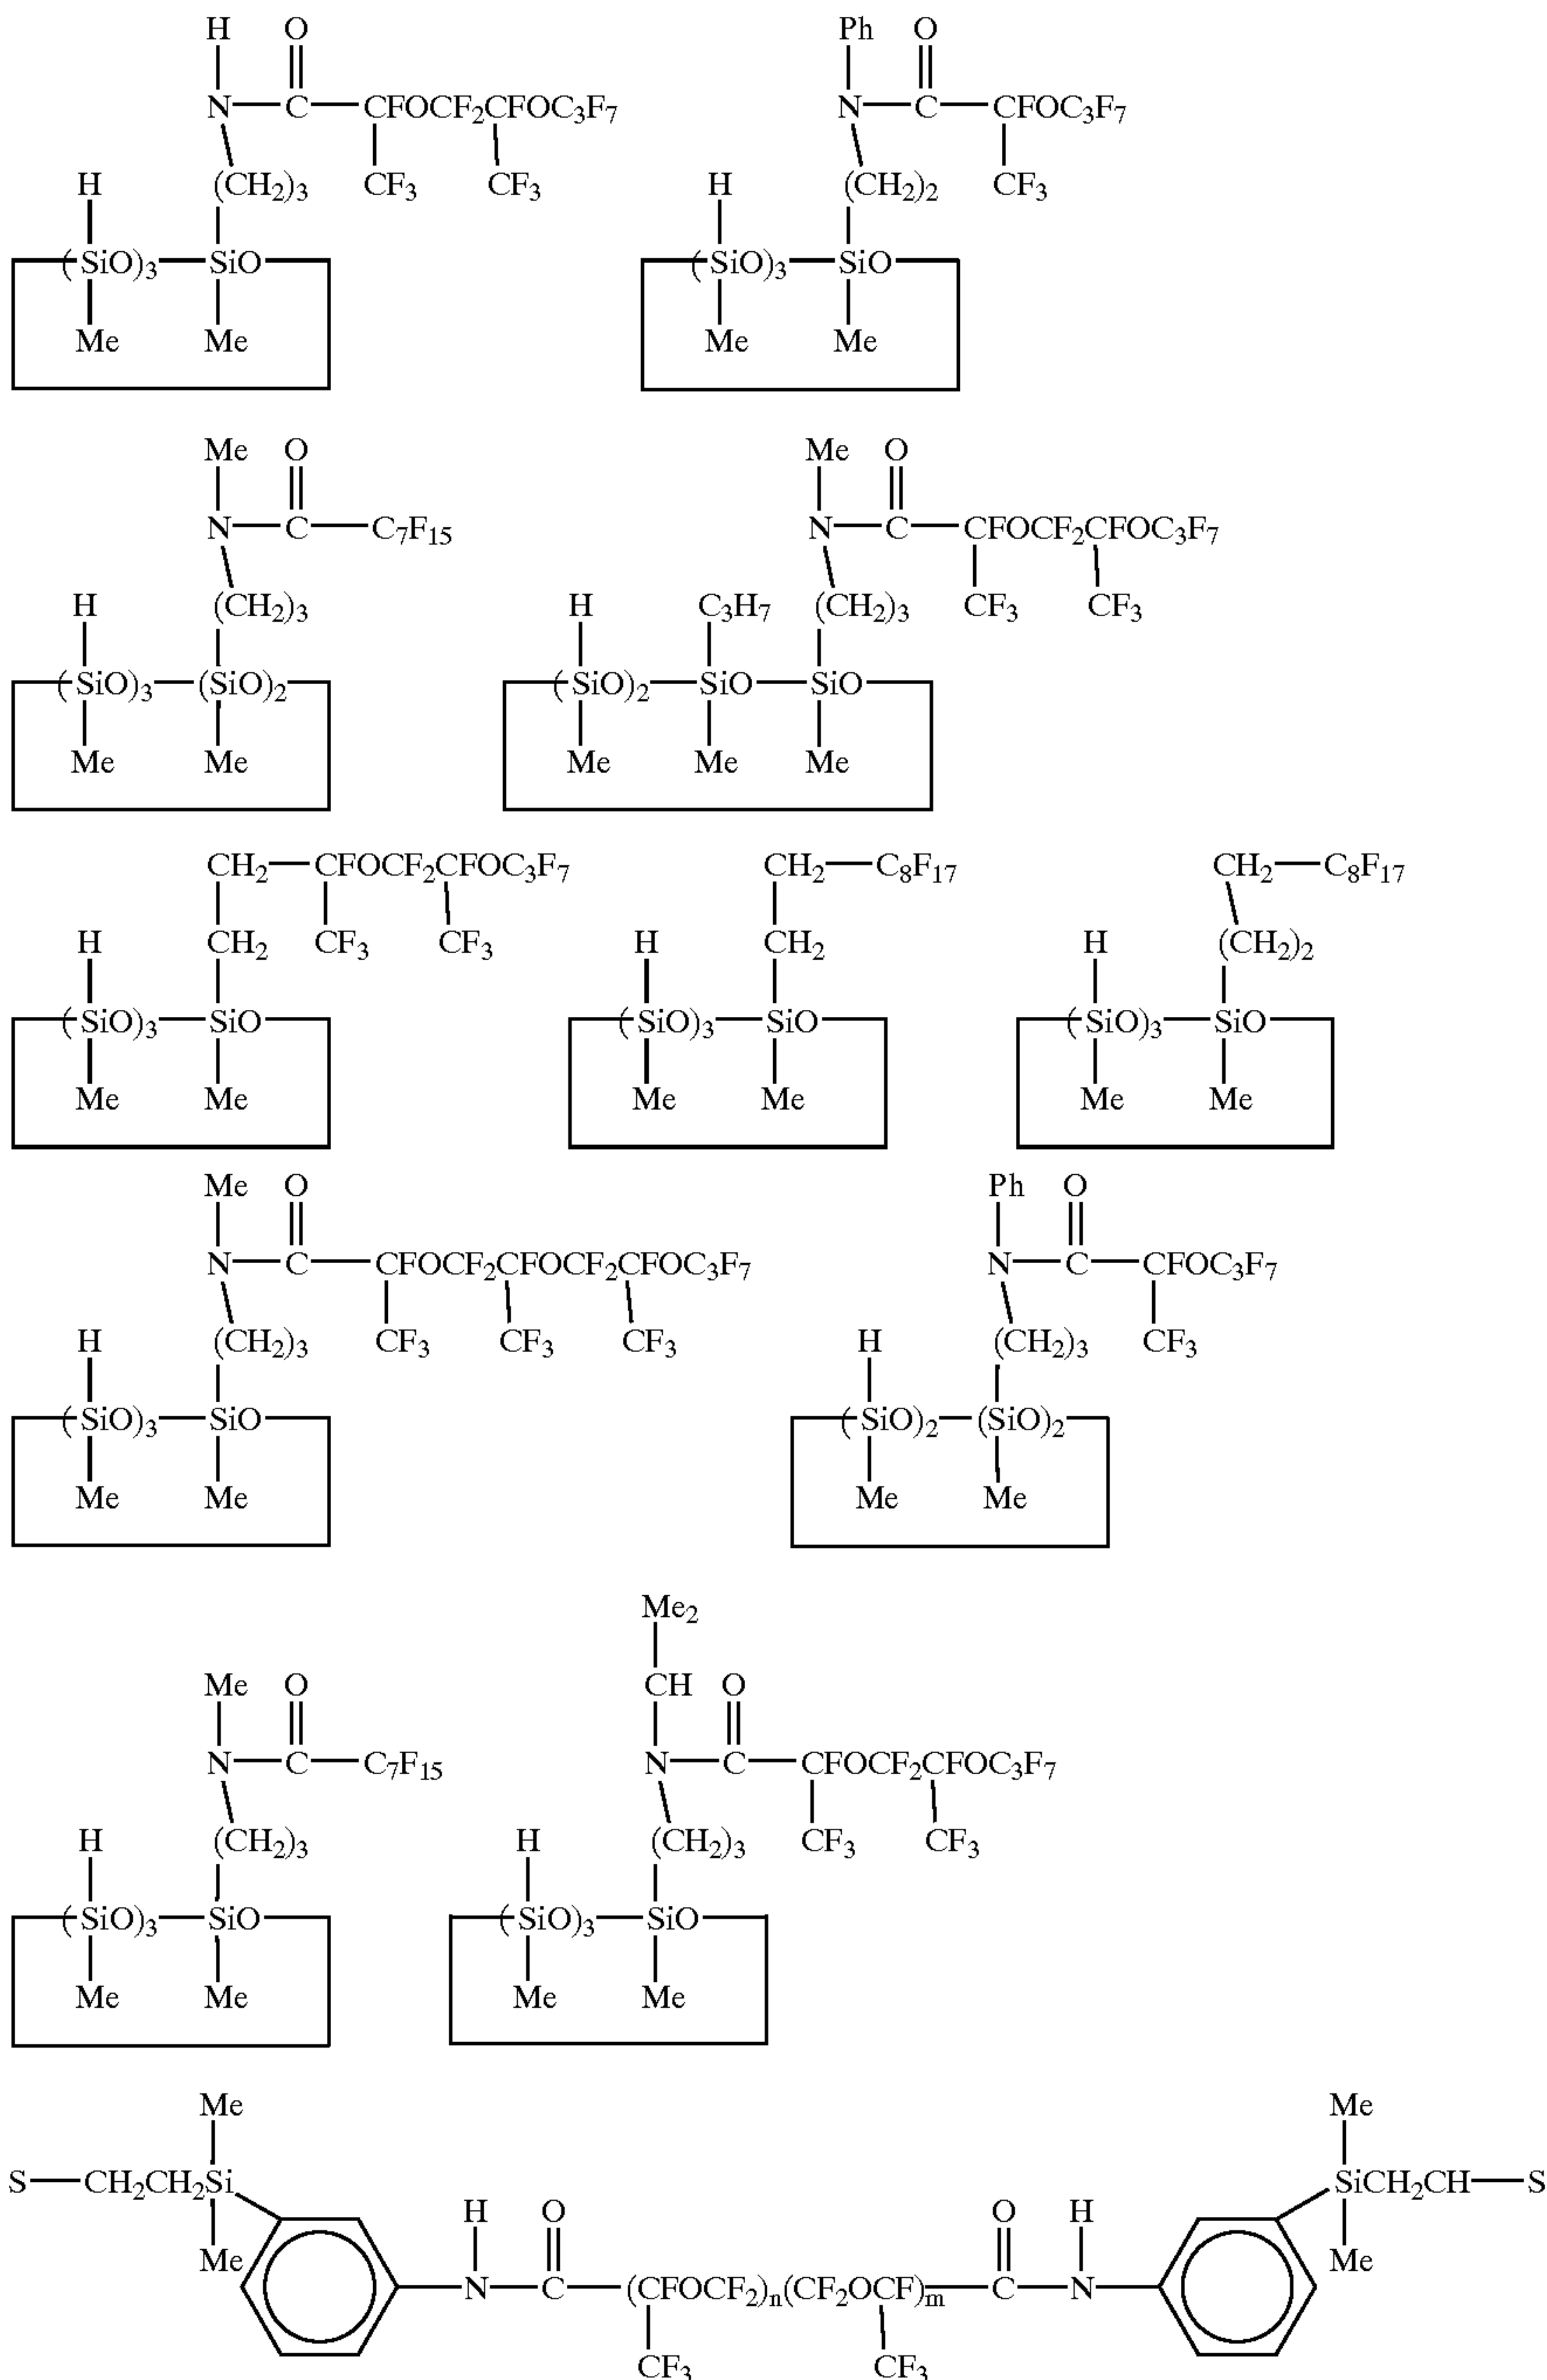 H O Ph O
N C CFOCF2CFOC3F7 N C CFOC3F7
H (CH2)3 CF3 CF3 H (CH2)2 CF3
(SiO)3 SiO (SiO)3 SiO
Me Me Me Me
Me O Me O
N C C7F15 N C CFOCF2CFOC3F7
H (CH2)3 H C3H7 (CH2)3 CF3 CF3
(SiO)3 (SiO)2 (SiO)2 SiO SiO
Me Me Me Me Me
CH2 CFOCF2CFOC3F7 CH2 C8F17 CH2 C8F17
H CH2 CF3 CF3 H CH2 H (CH2)2
(SiO)3 SiO (SiO)3 SiO (SiO)3 SiO
Me Me Me Me Me Me
Me O Ph O
N C CFOCF2CFOCF2CFOC3F7 N C CFOC3F7
H (CH2)3 CF3 CF3 CF3 H (CH2)3 CF3
(SiO)3 SiO (SiO)2 (SiO)2
Me Me Me Me
Me2
Me O CH O
N C C7F15 N C CFOCF2CFOC3F7
H (CH2)3 H (CH2)3 CF3 CF3
(SiO)3 SiO (SiO)3 SiO
Me Me Me Me
Me Me
S CH2CH2Si SiCH2CH S
H O O H
Me Me
N C (CFOCF2)n(CF2OCF)m C N
CF3 CF3